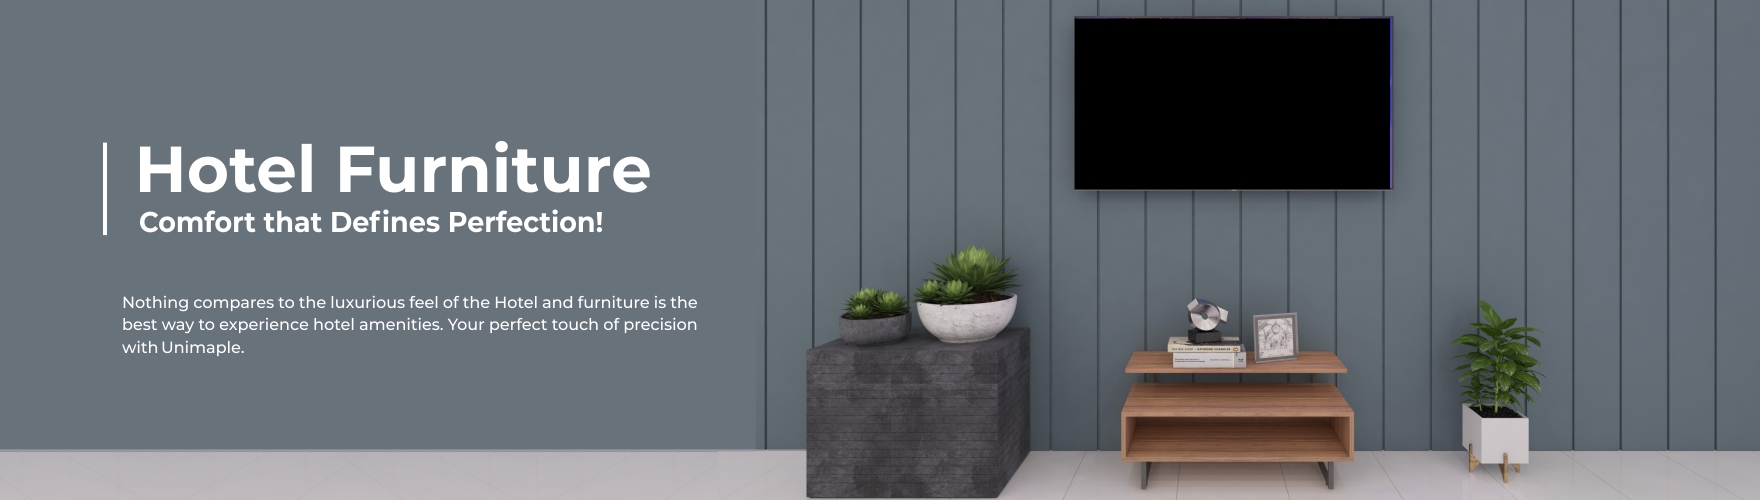 Hotel Furniture
Comfort that Defines Perfection!
Nothing compares to the luxurious feel of the Hotel and furniture is the
best way to experience hotel amenities. Your perfect touch of precision
with Unimaple.